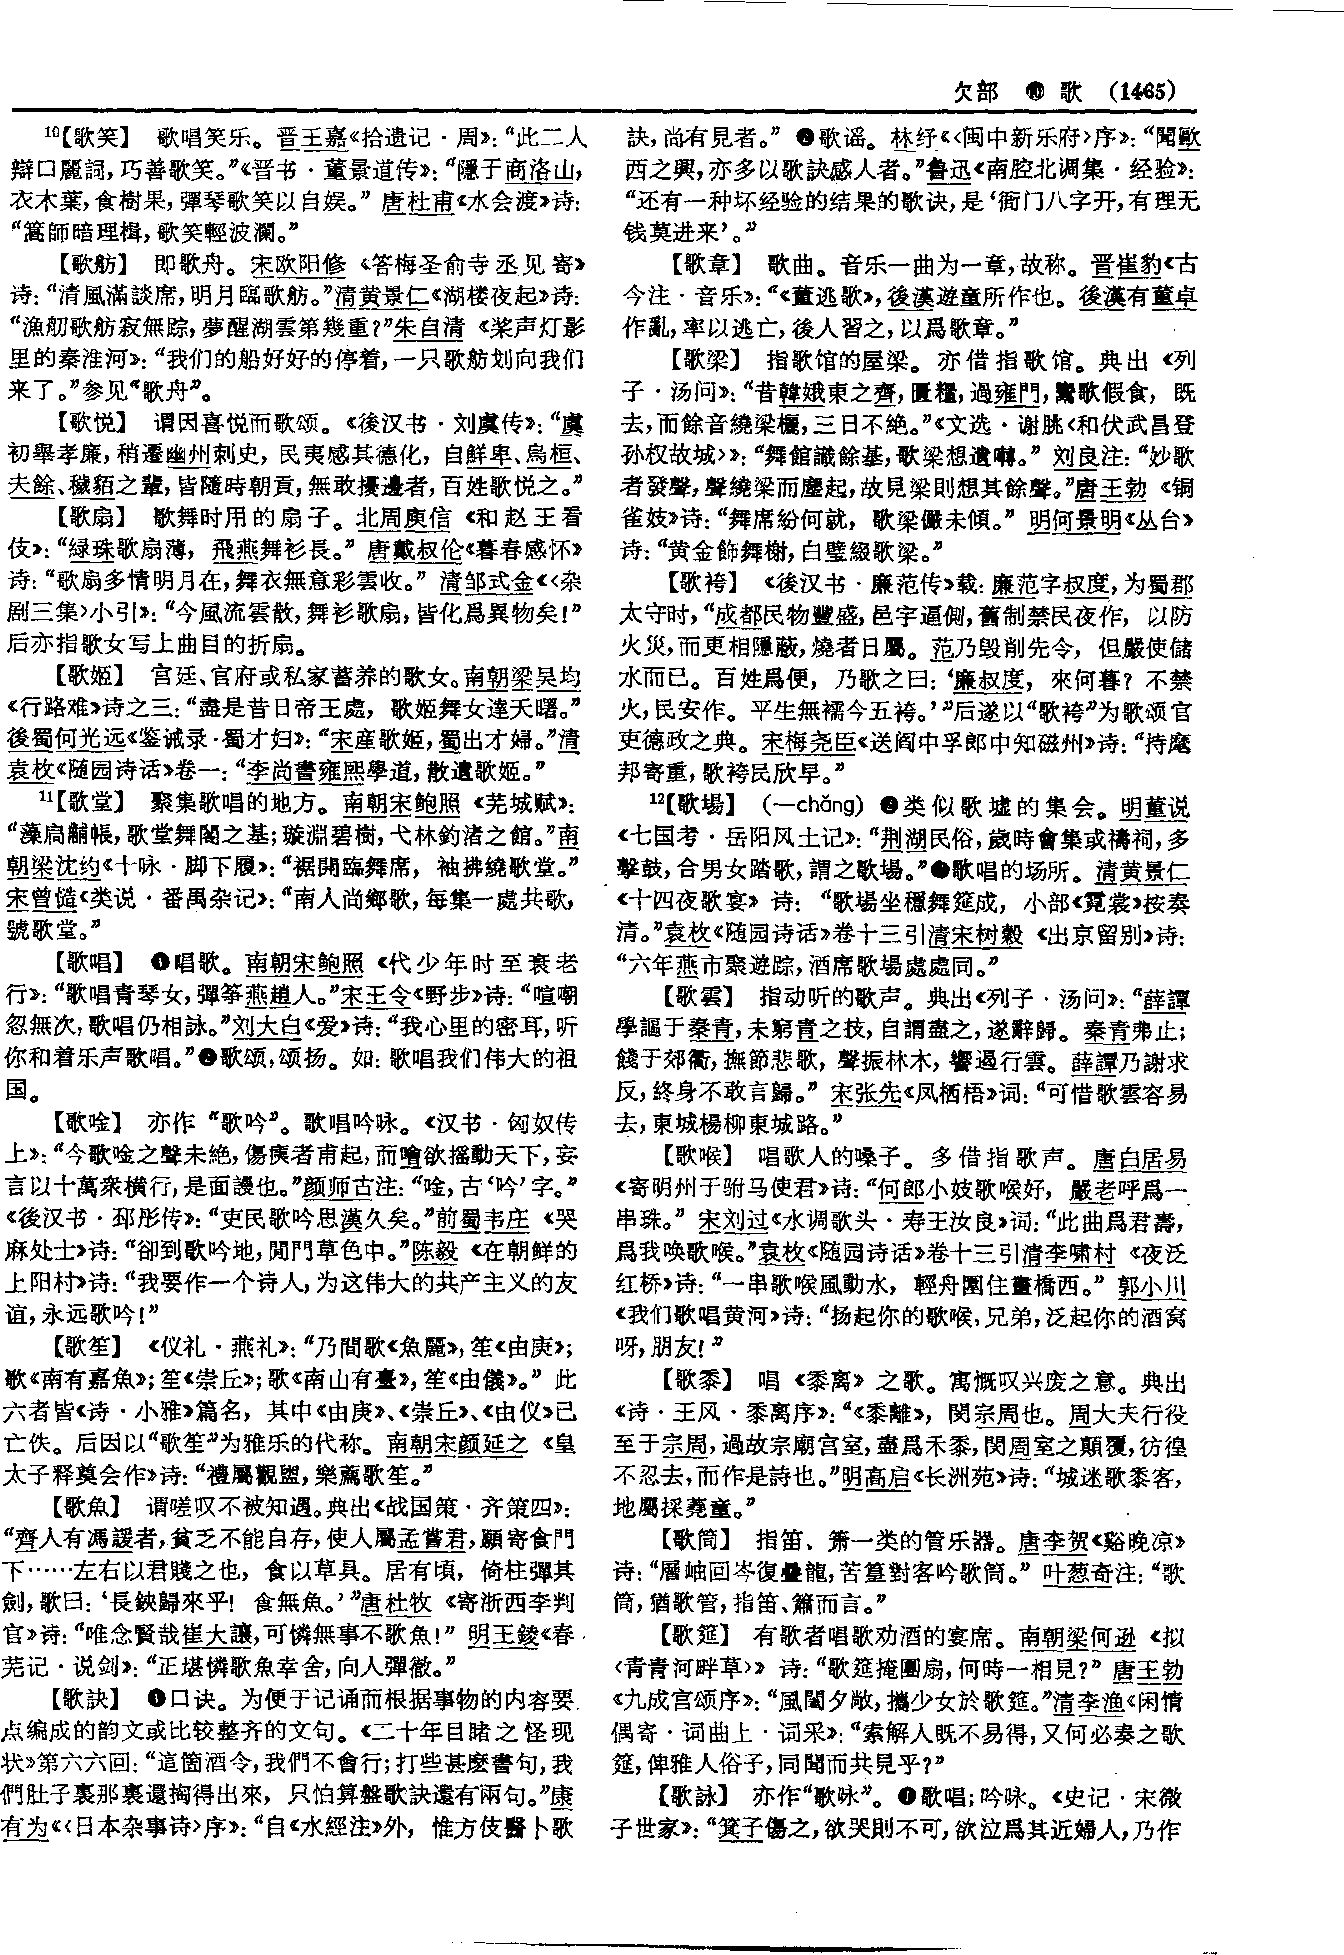 欠部 ⑩ 歌 (1465)
¹⁰【歌笑】 歌唱笑乐。晋王嘉《拾遗记·周》：“此二人
辯口麗詞，巧善歌笑。”《晋书·董景道传》：“隱于商洛山，
衣木葉，食樹果，彈琴歌笑以自娱。”唐杜甫《水会渡》诗：
“篙師暗理楫，歌笑輕波瀾。”
【歌舫】 即歌舟。宋欧阳修《答梅圣俞寺丞见寄》
诗：“清風滿談席，明月臨歌舫。”清黄景仁《湖楼夜起》诗：
“漁舠歌舫寂無踪，夢醒湖雲第幾重？”朱自清《桨声灯影
里的秦淮河》：“我们的船好好的停着，一只歌舫划向我们
来了。”参见“歌舟”。
【歌悦】 谓因喜悦而歌颂。《後汉书·刘虞传》：“虞
初舉孝廉，稍遷幽州刺史，民夷感其德化，自鮮卑、烏桓、
夫餘、穢貊之輩，皆隨時朝貢，無敢擾邊者，百姓歌悦之。”
【歌扇】 歌舞时用的扇子。北周庾信《和赵王看
伎》：“绿珠歌扇薄，飛燕舞衫長。”唐戴叔伦《暮春感怀》
诗：“歌扇多情明月在，舞衣無意彩雲收。”清邹式金《〈杂
剧三集〉小引》：“今風流雲散，舞衫歌扇，皆化爲異物矣！”
后亦指歌女写上曲目的折扇。
【歌姬】 宫廷、官府或私家蓄养的歌女。南朝梁吴均
《行路难》诗之三：“盡是昔日帝王處，歌姬舞女達天曙。”
後蜀何光远《鉴诫录·蜀才妇》：“宋産歌姬，蜀出才婦。”清
袁枚《随园诗话》卷一：“李尚書雍熙學道，散遣歌姬。”
¹¹【歌堂】 聚集歌唱的地方。南朝宋鲍照《芜城赋》：
“藻扃黼帳，歌堂舞閣之基；璇淵碧樹，弋林釣渚之館。”南
朝梁沈约《十咏·脚下履》：“裾開臨舞席，袖拂繞歌堂。”
宋曾慥《类说·番禺杂记》：“南人尚鄉歌，每集一處共歌，
號歌堂。”
【歌唱】 ❶唱歌。南朝宋鲍照《代少年时至衰老
行》：“歌唱青琴女，彈筝燕趙人。”宋王令《野步》诗：“喧嘲
忽無次，歌唱仍相詠。”刘大白《爱》诗：“我心里的密耳，听
你和着乐声歌唱。”❷歌颂，颂扬。如：歌唱我们伟大的祖
国。
【歌唫】 亦作“歌吟”。歌唱吟咏。《汉书·匈奴传
上》：“今歌唫之聲未絶，傷痍者甫起，而噲欲摇動天下，妄
言以十萬衆横行，是面謾也。”颜师古注：“唫，古‘吟’字。”
《後汉书·邳彤传》：“吏民歌吟思漢久矣。”前蜀韦庄《哭
麻处士》诗：“卻到歌吟地，閒門草色中。”陈毅《在朝鲜的
上阳村》诗：“我要作一个诗人，为这伟大的共产主义的友
谊，永远歌吟！”
【歌笙】 《仪礼·燕礼》：“乃間歌《魚麗》，笙《由庚》；
歌《南有嘉魚》；笙《崇丘》；歌《南山有臺》，笙《由儀》。”此
六者皆《诗·小雅》篇名，其中《由庚》、《崇丘》、《由仪》已
亡佚。后因以“歌笙”为雅乐的代称。南朝宋颜延之《皇
太子释奠会作》诗：“禮屬觀盥，樂薦歌笙。”
【歌魚】 谓嗟叹不被知遇。典出《战国策·齐策四》：
“齊人有馮諼者，貧乏不能自存，使人屬孟嘗君，願寄食門
下……左右以君賤之也，食以草具。居有頃，倚柱彈其
劍，歌曰：‘長鋏歸來乎！食無魚。’”唐杜牧《寄浙西李判
官》诗：“唯念賢哉崔大讓，可憐無事不歌魚！”明王錂《春
芜记·说剑》：“正堪憐歌魚幸舍，向人彈徹。”
【歌訣】 ❶口诀。为便于记诵而根据事物的内容要
点编成的韵文或比较整齐的文句。《二十年目睹之怪现
状》第六六回：“這箇酒令，我們不會行；打些甚麽書句，我
們肚子裏那裏還掏得出來，只怕算盤歌訣還有兩句。”康
有为《〈日本杂事诗〉序》：“自《水經注》外，惟方伎醫卜歌
訣，尚有見者。”❷歌谣。林纾《〈闽中新乐府〉序》：“聞歐
西之興，亦多以歌訣感人者。”鲁迅《南腔北调集·经验》：
“还有一种坏经验的结果的歌诀，是‘衙门八字开，有理无
钱莫进来’。”
【歌章】 歌曲。音乐一曲为一章，故称。晋崔豹《古
今注·音乐》：“《董逃歌》，後漢遊童所作也。後漢有董卓
作亂，率以逃亡，後人習之，以爲歌章。”
【歌梁】 指歌馆的屋梁。亦借指歌馆。典出《列
子·汤问》：“昔韓娥東之齊，匱糧，過雍門，鬻歌假食，既
去，而餘音繞梁欐，三日不絶。”《文选·谢朓〈和伏武昌登
孙权故城〉》：“舞館識餘基，歌梁想遺囀。”刘良注：“妙歌
者發聲，聲繞梁而塵起，故見梁則想其餘聲。”唐王勃《铜
雀妓》诗：“舞席紛何就，歌梁儼未傾。”明何景明《丛台》
诗：“黄金飾舞榭，白璧綴歌梁。”
【歌袴】 《後汉书·廉范传》载：廉范字叔度，为蜀郡
太守时，“成都民物豐盛，邑宇逼側，舊制禁民夜作，以防
火災，而更相隱蔽，燒者日屬。范乃毁削先令，但嚴使儲
水而已。百姓爲便，乃歌之曰：‘廉叔度，來何暮？不禁
火，民安作。平生無襦今五袴。’”后遂以“歌袴”为歌颂官
吏德政之典。宋梅尧臣《送阎中孚郎中知磁州》诗：“持麾
邦寄重，歌袴民欣早。”
¹²【歌場】 (—chǎng) ❶类似歌墟的集会。明董说
《七国考·岳阳风土记》：“荆湖民俗，歲時會集或禱祠，多
擊鼓，合男女踏歌，謂之歌場。”❷歌唱的场所。清黄景仁
《十四夜歌宴》诗：“歌場坐穩舞筵成，小部《霓裳》按奏
清。”袁枚《随园诗话》卷十三引清宋树穀《出京留别》诗：
“六年燕市聚遊踪，酒席歌場處處同。”
【歌雲】 指动听的歌声。典出《列子·汤问》：“薛譚
學謳于秦青，未窮青之技，自謂盡之，遂辭歸。秦青弗止；
餞于郊衢，撫節悲歌，聲振林木，響遏行雲。薛譚乃謝求
反，終身不敢言歸。”宋张先《凤栖梧》词：“可惜歌雲容易
去，東城楊柳東城路。”
【歌喉】 唱歌人的嗓子。多借指歌声。唐白居易
《寄明州于驸马使君》诗：“何郎小妓歌喉好，嚴老呼爲一
串珠。”宋刘过《水调歌头·寿王汝良》词：“此曲爲君壽，
爲我唤歌喉。”袁枚《随园诗话》卷十三引清李啸村《夜泛
红桥》诗：“一串歌喉風動水，輕舟圍住畫橋西。”郭小川
《我们歌唱黄河》诗：“扬起你的歌喉，兄弟，泛起你的酒窝
呀，朋友！”
【歌黍】 唱《黍离》之歌。寓慨叹兴废之意。典出
《诗·王风·黍离序》：“《黍離》，閔宗周也。周大夫行役
至于宗周，過故宗廟宫室，盡爲禾黍，閔周室之顛覆，彷徨
不忍去，而作是詩也。”明高启《长洲苑》诗：“城迷歌黍客，
地屬採蕘童。”
【歌筒】 指笛、箫一类的管乐器。唐李贺《谿晚凉》
诗：“層岫回岑復疊龍，苦篁對客吟歌筒。”叶葱奇注：“歌
筒，猶歌管，指笛、簫而言。”
【歌筵】 有歌者唱歌劝酒的宴席。南朝梁何逊《拟
〈青青河畔草〉》诗：“歌筵掩團扇，何時一相見？”唐王勃
《九成宫颂序》：“風闈夕敞，攜少女於歌筵。”清李渔《闲情
偶寄·词曲上·词采》：“索解人既不易得，又何必奏之歌
筵，俾雅人俗子，同聞而共見乎？”
【歌詠】 亦作“歌咏”。❶歌唱；吟咏。《史记·宋微
子世家》：“箕子傷之，欲哭則不可，欲泣爲其近婦人，乃作